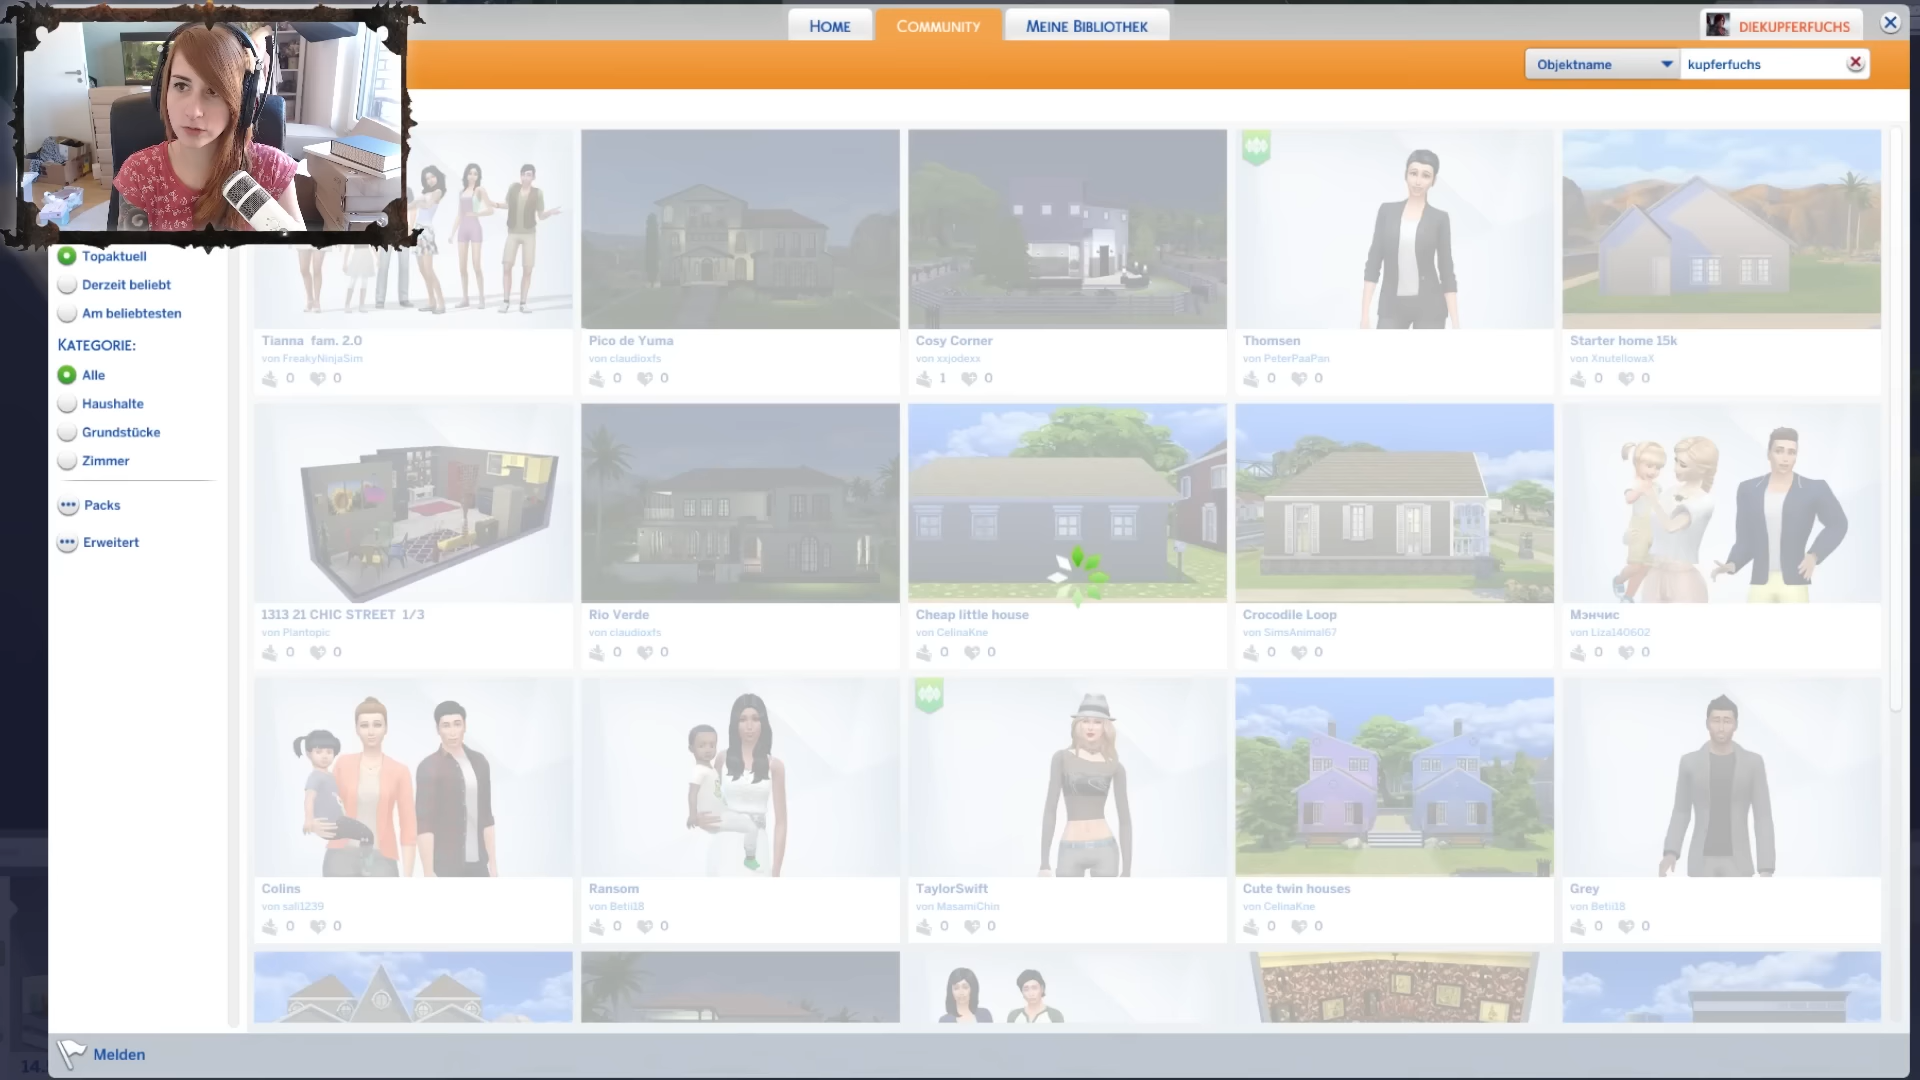 HOME
COMMUNITY
MEINE BIBLIOTHEK
DIEKUPFERFUCHS
Objektname
kupferfuchs
Topaktuell
Derzeit beliebt
Am beliebtesten
KATEGORIE:
Alle
Haushalte
Grundstücke
Zimmer
Packs
Erweitert
Tianna fam. 2.0
von FreakyNinjaSim
0 0
Pico de Yuma
von claudioxfs
0 0
Cosy Corner
von xxjodexx
1 0
Thomsen
von PeterPaaPan
0 0
Starter home 15k
von XnutellowaX
0 0
1313 21 CHIC STREET 1/3
von Plantopic
0 0
Rio Verde
von claudioxfs
0 0
Cheap little house
von CelinaKne
0 0
Crocodile Loop
von SimsAnimal67
0 0
Мэнчис
von Liza140602
0 0
Colins
von sali1239
0 0
Ransom
von Betil18
0 0
TaylorSwift
von MasamiChin
0 0
Cute twin houses
von CelinaKne
0 0
Grey
von Betil18
0 0
Melden
14.